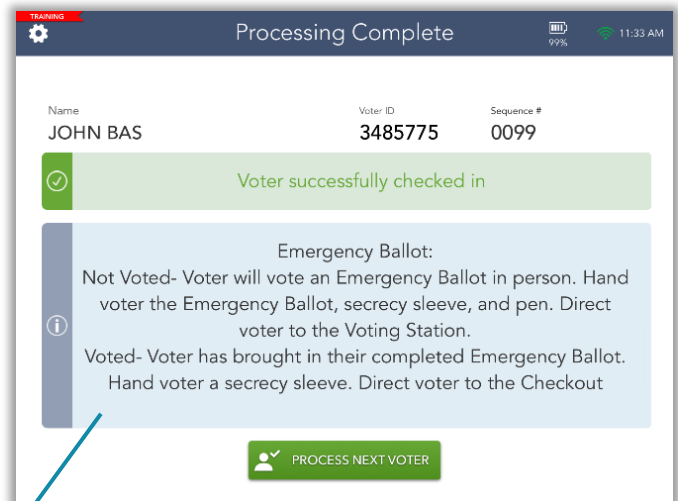 TRAINING
Processing Complete
99%
11:33 AM
Name
Voter ID
Sequence #
JOHN BAS
3485775
0099
Voter successfully checked in
Emergency Ballot:
Not Voted- Voter will vote an Emergency Ballot in person. Hand
voter the Emergency Ballot, secrecy sleeve, and pen. Direct
voter to the Voting Station.
Voted- Voter has brought in their completed Emergency Ballot.
Hand voter a secrecy sleeve. Direct voter to the Checkout
PROCESS NEXT VOTER